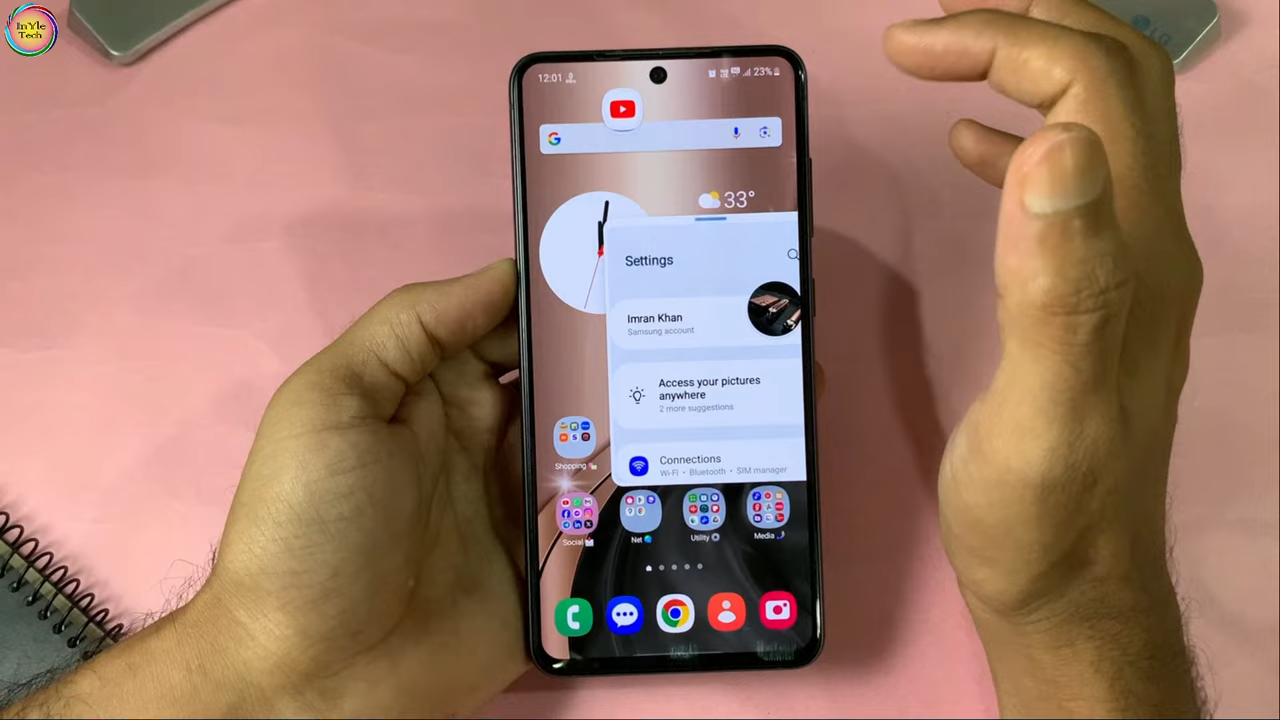 InYle
Tech
LG
12:01
23%
33°
Settings
Imran Khan
Samsung account
Access your pictures
anywhere
2 more suggestions
Connections
Wi-Fi • Bluetooth • SIM manager
Shopping
Social
Net
Utility
Media